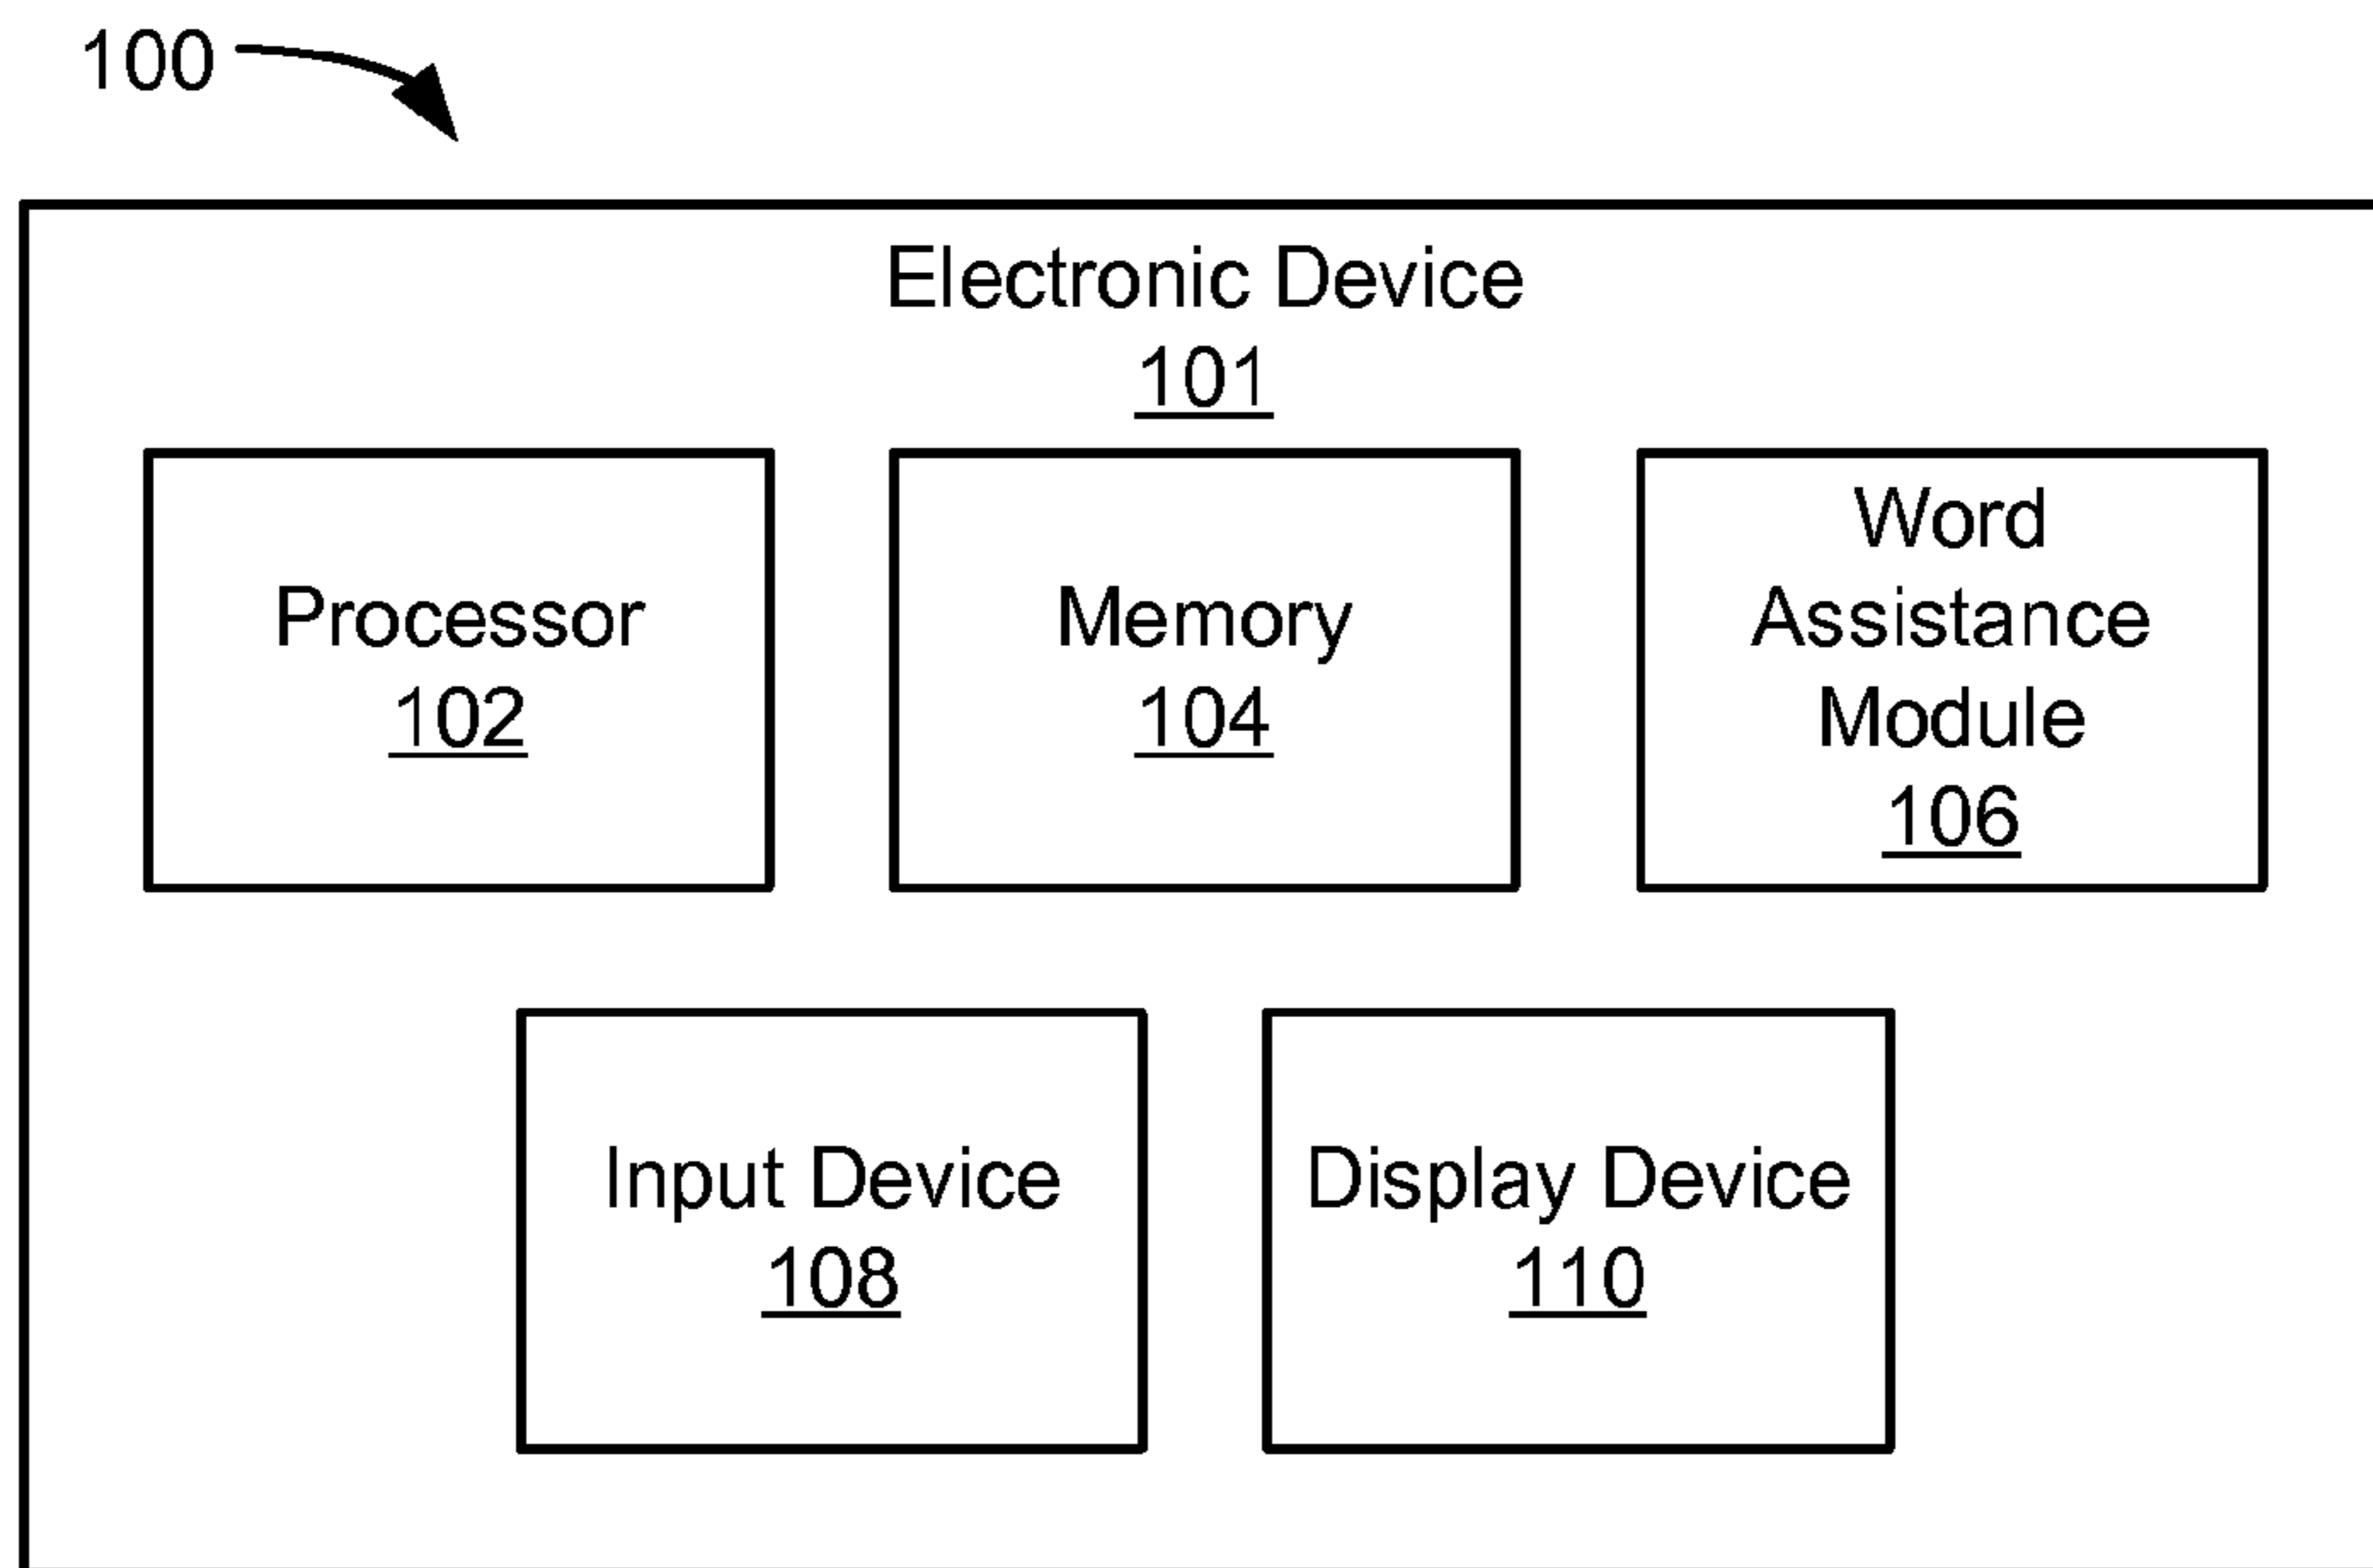 100
Electronic Device
101
Processor
102
Memory
104
Word
Assistance
Module
106
Input Device
108
Display Device
110